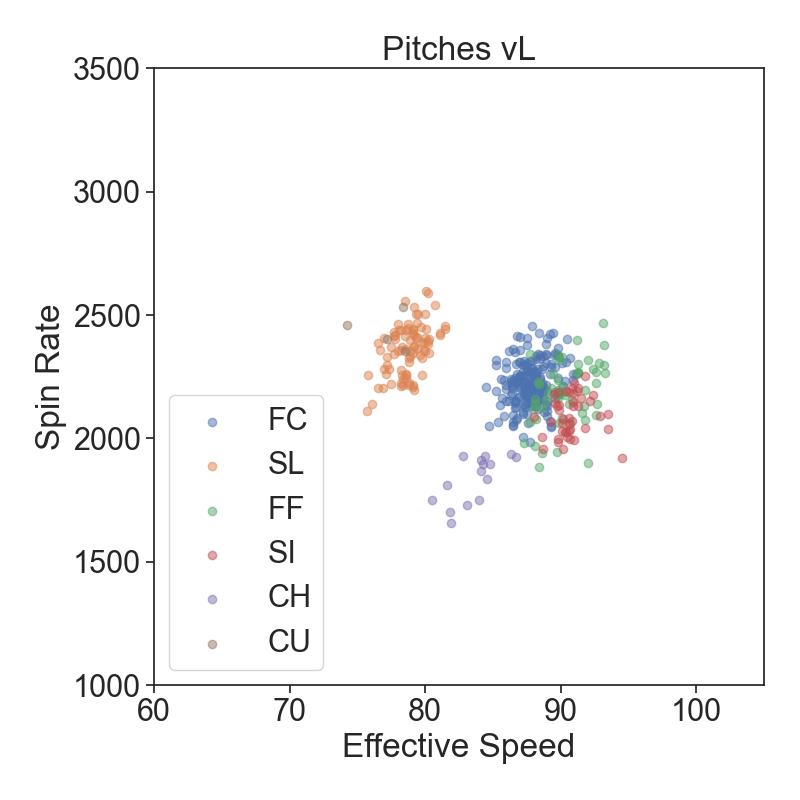 Pitches vL
3500
3000
2500
2000
1500
1000
Spin Rate
FC
SL
FF
SI
CH
CU
60 70 80 90 100
Effective Speed